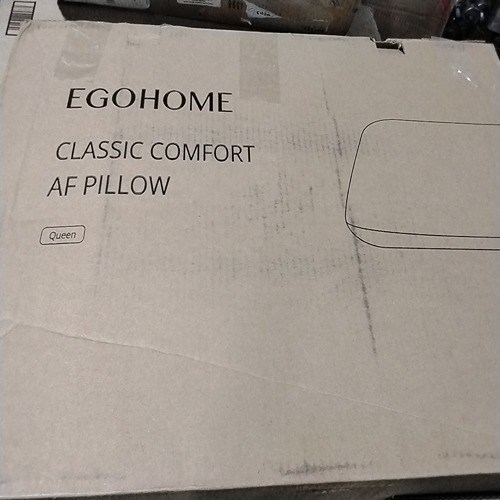 EGOHOME
CLASSIC COMFORT
AF PILLOW
Queen